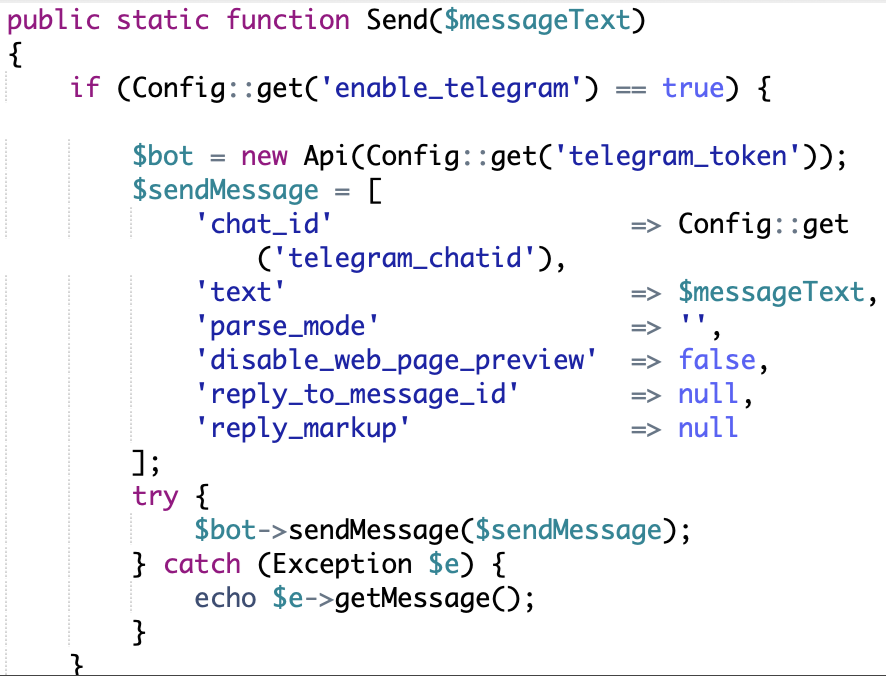 public static function Send($messageText)
{
    if (Config::get('enable_telegram') == true) {

        $bot = new Api(Config::get('telegram_token'));
        $sendMessage = [
            'chat_id'                   => Config::get
                ('telegram_chatid'),
            'text'                      => $messageText,
            'parse_mode'                => '',
            'disable_web_page_preview'  => false,
            'reply_to_message_id'       => null,
            'reply_markup'              => null
        ];
        try {
            $bot->sendMessage($sendMessage);
        } catch (Exception $e) {
            echo $e->getMessage();
        }
    }